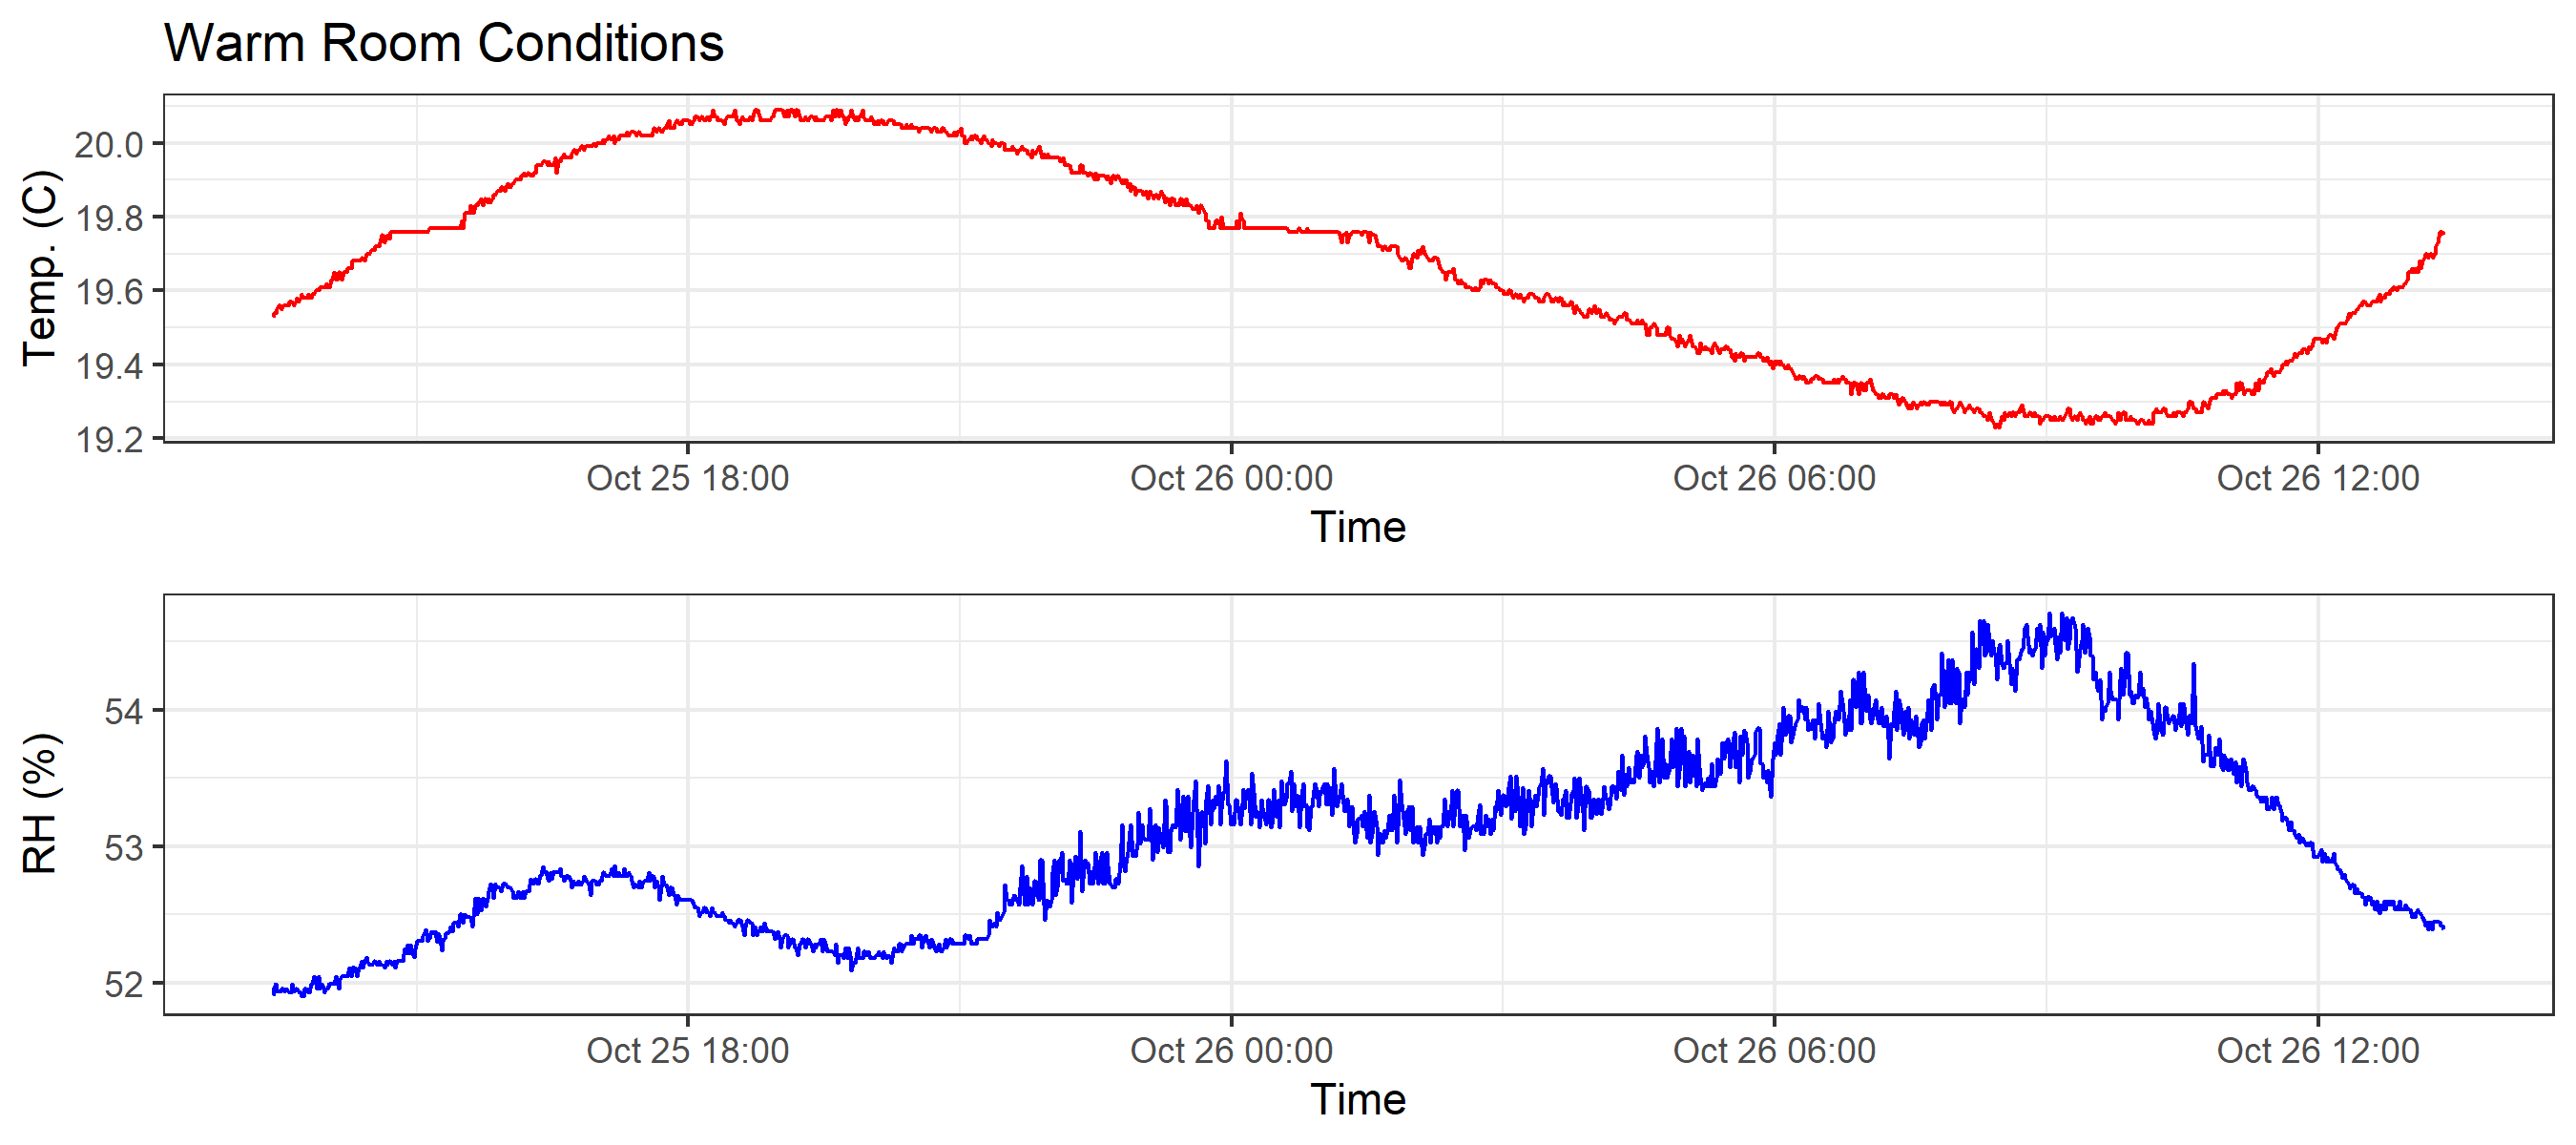 Warm Room Conditions
Temp. (C)
20.0
19.8
19.6
19.4
19.2
Oct 25 18:00 Oct 26 00:00 Oct 26 06:00 Oct 26 12:00
Time
RH (%)
54
53
52
Oct 25 18:00 Oct 26 00:00 Oct 26 06:00 Oct 26 12:00
Time